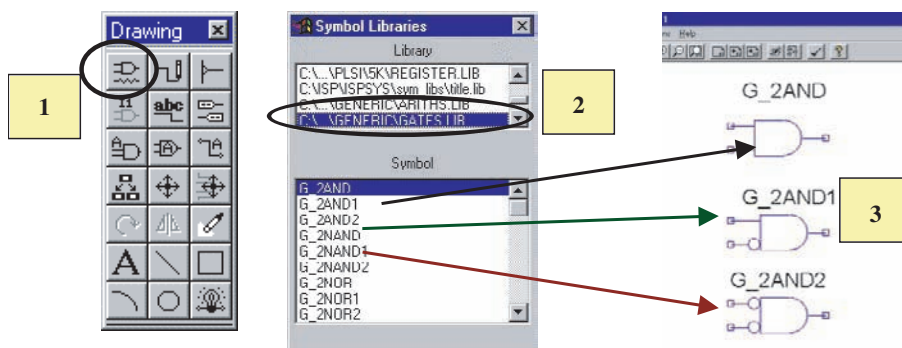 Drawing
1
abc
A
Symbol Libraries
Library
C:\...\PLSI\5K\REGISTER.LIB
C:\ISP\ISPSYS\sym_libs\title.lib
C:\...\GENERIC\ARITHS.LIB
C:\...\GENERIC\GATES.LIB
2
Symbol
G_2AND
G_2AND1
G_2AND2
G_2NAND
G_2NAND1
G_2NAND2
G_2NOR
G_2NOR1
G_2NOR2
Help
G_2AND
G_2AND1
3
G_2AND2